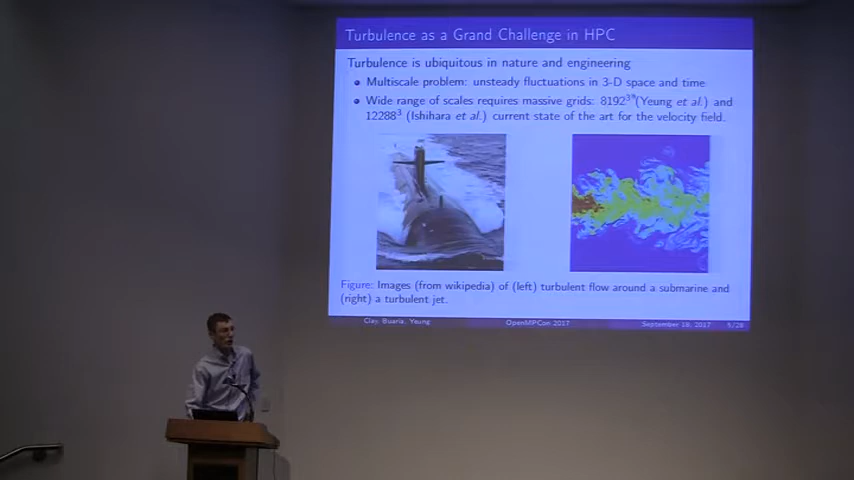 Turbulence as a Grand Challenge in HPC
Turbulence is ubiquitous in nature and engineering
Multiscale problem: unsteady fluctuations in 3-D space and time
Wide range of scales requires massive grids: 8192³ (Yeung et al.) and
12288³ (Ishihara et al.) current state of the art for the velocity field.
Figure: Images (from wikipedia) of (left) turbulent flow around a submarine and
(right) a turbulent jet.
Clay, Buaria, Yeung OpenMPCon 2017 September 18, 2017 5/28